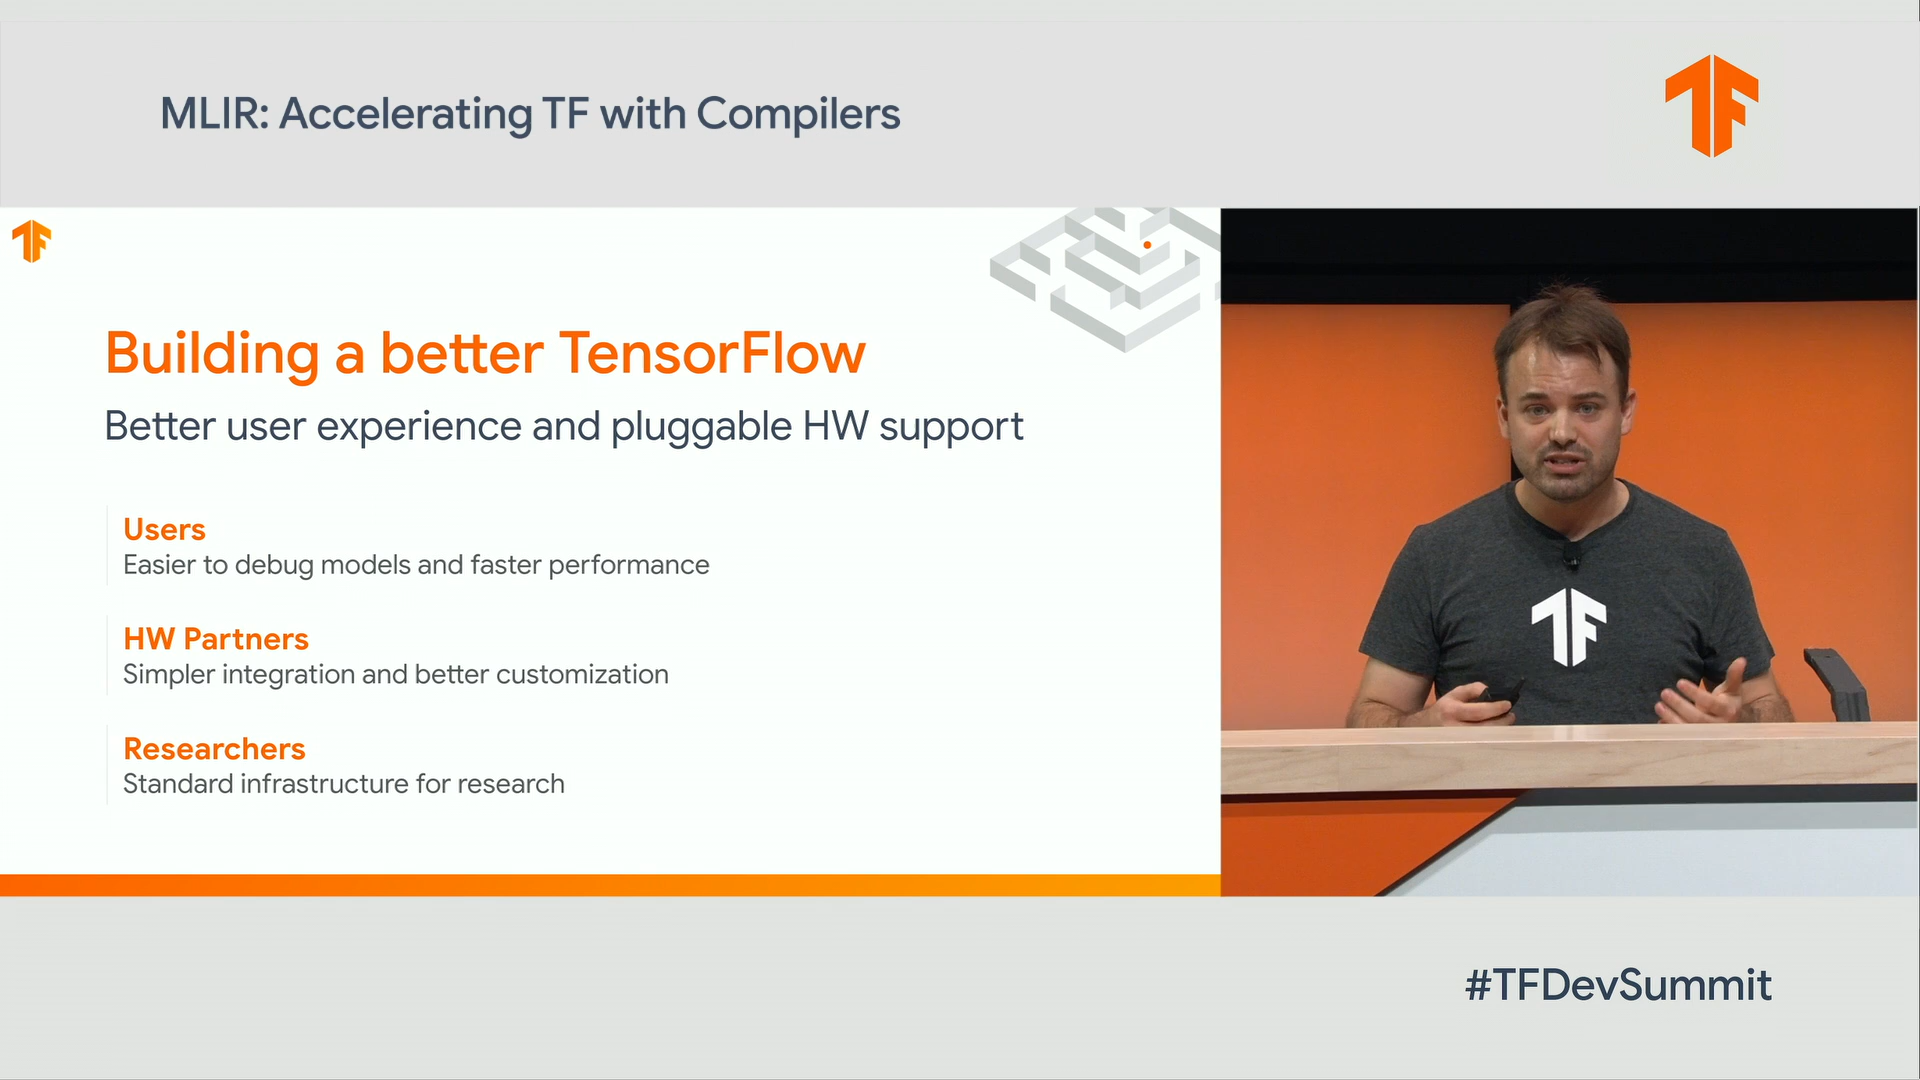 MLIR: Accelerating TF with Compilers
Building a better TensorFlow
Better user experience and pluggable HW support
Users
Easier to debug models and faster performance
HW Partners
Simpler integration and better customization
Researchers
Standard infrastructure for research
#TFDevSummit